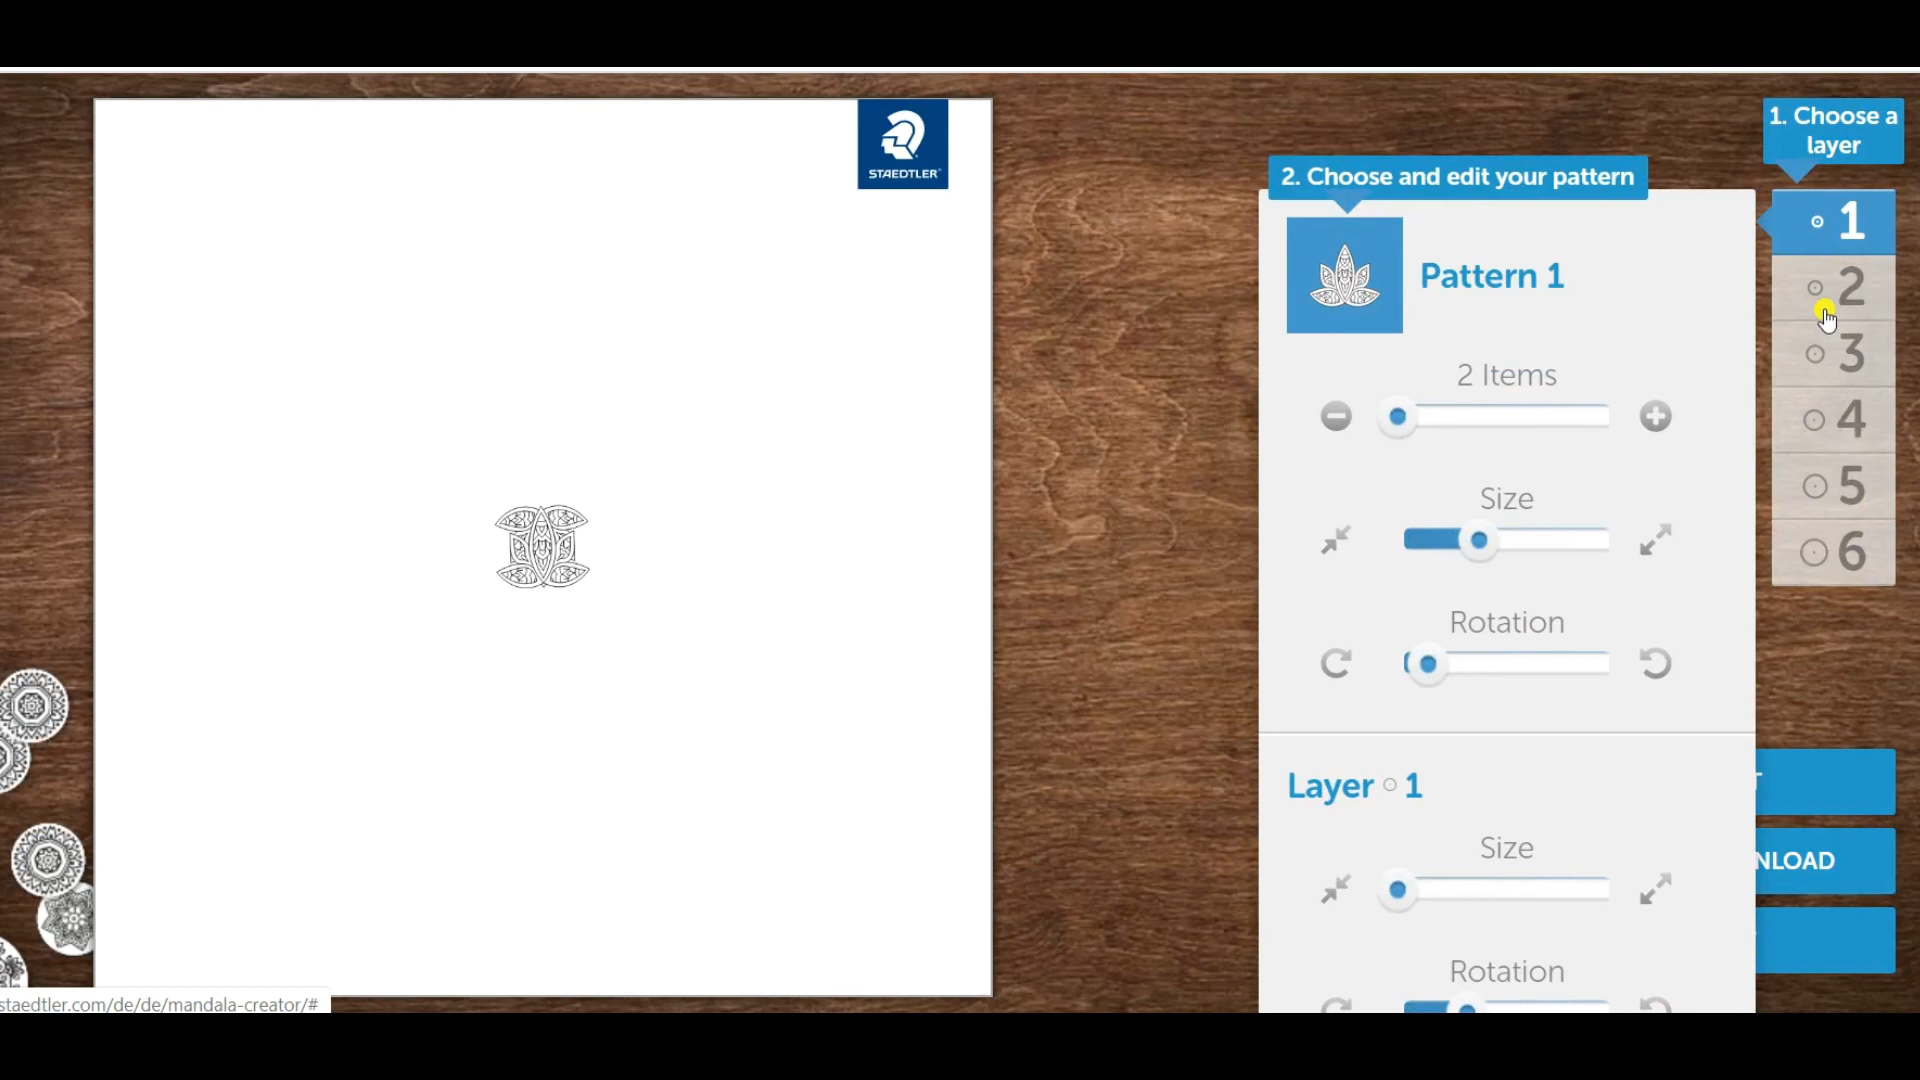 STAEDTLER
1. Choose a
layer
2. Choose and edit your pattern
1
Pattern 1
2
3
2 Items
4
Size
5
6
Rotation
Layer 1
Size
NLOAD
Rotation
staedtler.com/de/de/mandala-creator/#